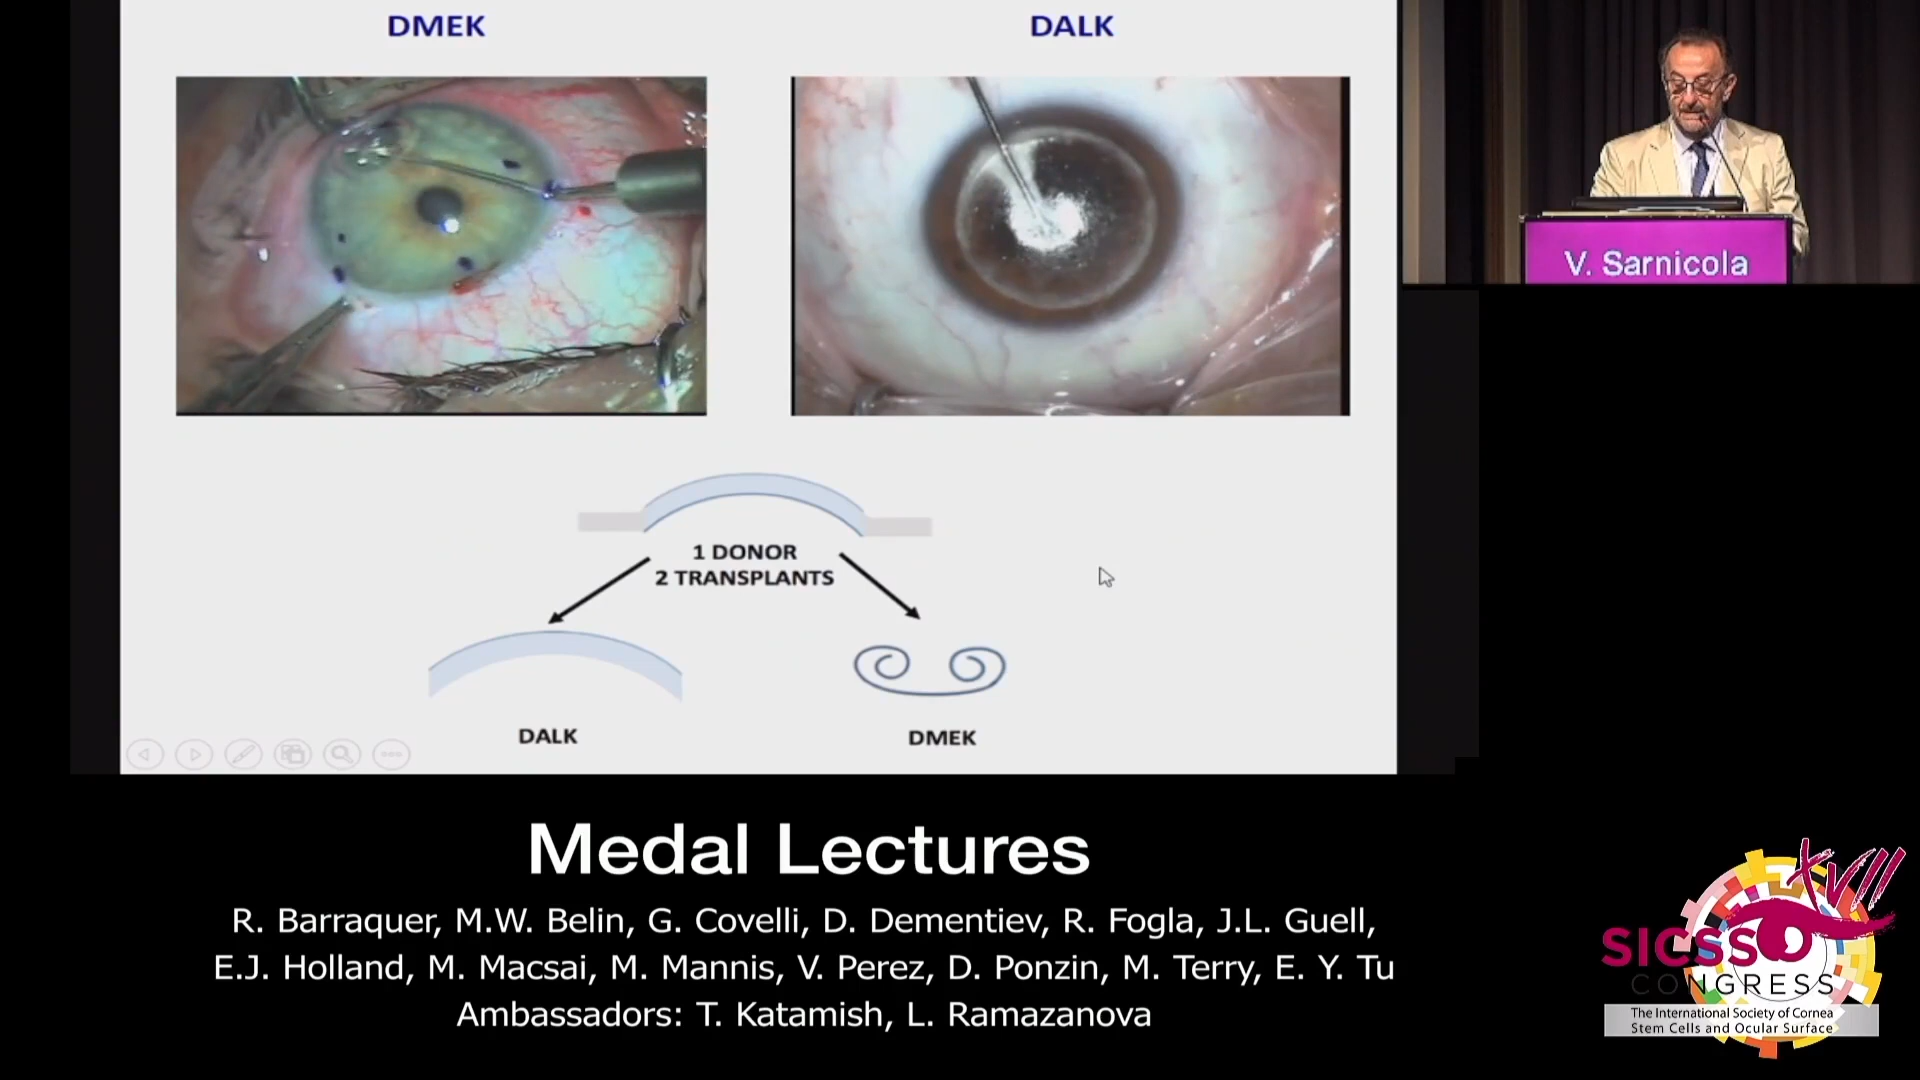 DMEK
DALK
V. Sarnicola
1 DONOR
2 TRANSPLANTS
DALK
DMEK
Medal Lectures
R. Barraquer, M.W. Belin, G. Covelli, D. Dementiev, R. Fogla, J.L. Guell,
E.J. Holland, M. Macsai, M. Mannis, V. Perez, D. Ponzin, M. Terry, E. Y. Tu
Ambassadors: T. Katamish, L. Ramazanova
XVII
SICSSO
CONGRESS
The International Society of Cornea
Stem Cells and Ocular Surface